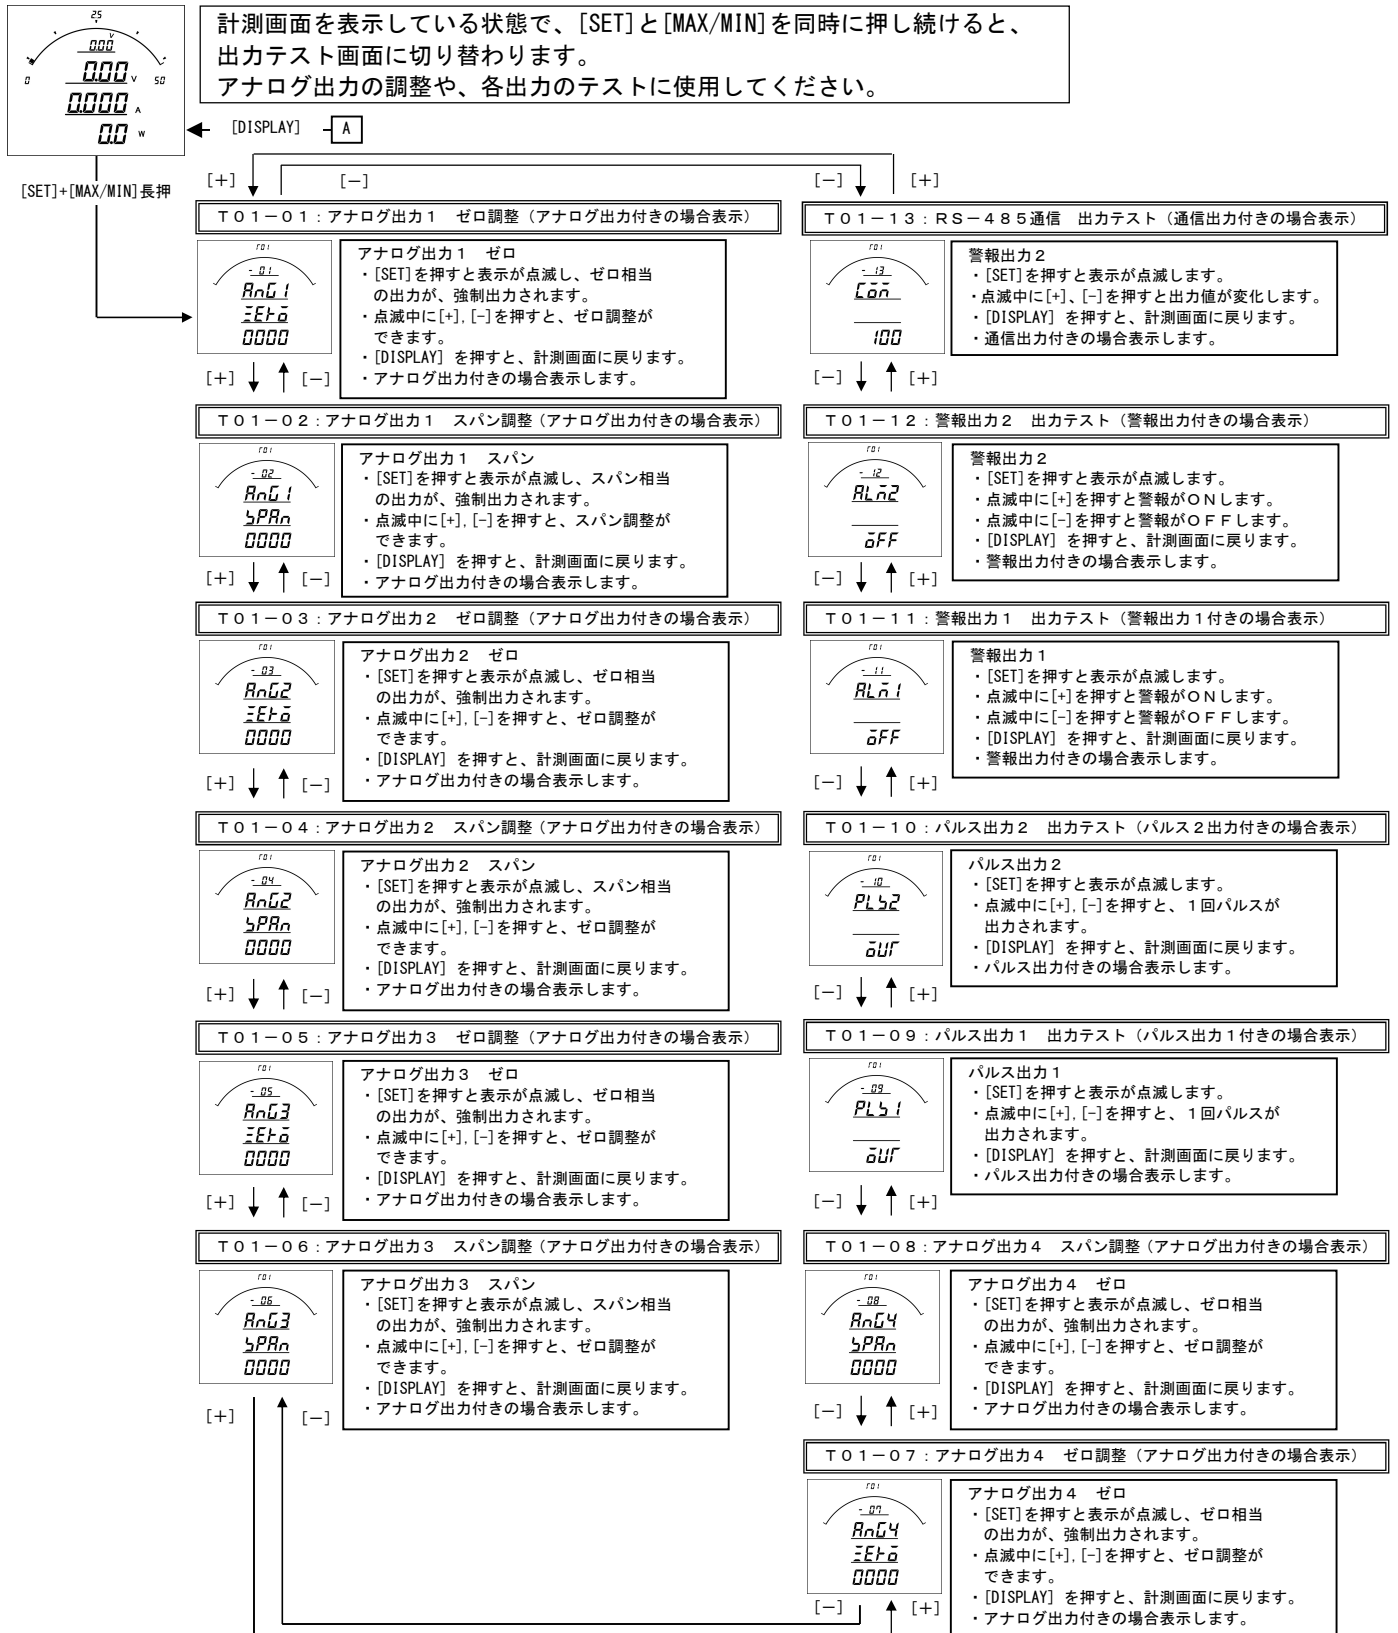 計測画面を表示している状態で、[SET]と[MAX/MIN]を同時に押し続けると、
出力テスト画面に切り替わります。
アナログ出力の調整や、各出力のテストに使用してください。
25
0
50
0.00 V
0.00 V
0.000 A
0.0 W
[DISPLAY] A
[SET]+[MAX/MIN]長押
[+] [−]
T01−01：アナログ出力1　ゼロ調整（アナログ出力付きの場合表示）
T01
-01
AnG1
ZEro
0000
アナログ出力1　ゼロ
・[SET]を押すと表示が点滅し、ゼロ相当
の出力が、強制出力されます。
・点滅中に[+],[-]を押すと、ゼロ調整が
できます。
・[DISPLAY] を押すと、計測画面に戻ります。
・アナログ出力付きの場合表示します。
[+] [−]
T01−02：アナログ出力1　スパン調整（アナログ出力付きの場合表示）
T01
-02
AnG1
SPAn
0000
アナログ出力1　スパン
・[SET]を押すと表示が点滅し、スパン相当
の出力が、強制出力されます。
・点滅中に[+],[-]を押すと、スパン調整が
できます。
・[DISPLAY] を押すと、計測画面に戻ります。
・アナログ出力付きの場合表示します。
[+] [−]
T01−03：アナログ出力2　ゼロ調整（アナログ出力付きの場合表示）
T01
-03
AnG2
ZEro
0000
アナログ出力2　ゼロ
・[SET]を押すと表示が点滅し、ゼロ相当
の出力が、強制出力されます。
・点滅中に[+],[-]を押すと、ゼロ調整が
できます。
・[DISPLAY] を押すと、計測画面に戻ります。
・アナログ出力付きの場合表示します。
[+] [−]
T01−04：アナログ出力2　スパン調整（アナログ出力付きの場合表示）
T01
-04
AnG2
SPAn
0000
アナログ出力2　スパン
・[SET]を押すと表示が点滅し、スパン相当
の出力が、強制出力されます。
・点滅中に[+],[-]を押すと、ゼロ調整が
できます。
・[DISPLAY] を押すと、計測画面に戻ります。
・アナログ出力付きの場合表示します。
[+] [−]
T01−05：アナログ出力3　ゼロ調整（アナログ出力付きの場合表示）
T01
-05
AnG3
ZEro
0000
アナログ出力3　ゼロ
・[SET]を押すと表示が点滅し、ゼロ相当
の出力が、強制出力されます。
・点滅中に[+],[-]を押すと、ゼロ調整が
できます。
・[DISPLAY] を押すと、計測画面に戻ります。
・アナログ出力付きの場合表示します。
[+] [−]
T01−06：アナログ出力3　スパン調整（アナログ出力付きの場合表示）
T01
-06
AnG3
SPAn
0000
アナログ出力3　スパン
・[SET]を押すと表示が点滅し、スパン相当
の出力が、強制出力されます。
・点滅中に[+],[-]を押すと、ゼロ調整が
できます。
・[DISPLAY] を押すと、計測画面に戻ります。
・アナログ出力付きの場合表示します。
[+] [−]
[−] [+]
T01−13：RS−485通信　出力テスト（通信出力付きの場合表示）
T01
-13
Com
100
警報出力2
・[SET]を押すと表示が点滅します。
・点滅中に[+]、[-]を押すと出力値が変化します。
・[DISPLAY] を押すと、計測画面に戻ります。
・通信出力付きの場合表示します。
[−] [+]
T01−12：警報出力2　出力テスト（警報出力付きの場合表示）
T01
-12
ALm2
oFF
警報出力2
・[SET]を押すと表示が点滅します。
・点滅中に[+]を押すと警報がONします。
・点滅中に[-]を押すと警報がOFFします。
・[DISPLAY] を押すと、計測画面に戻ります。
・警報出力付きの場合表示します。
[−] [+]
T01−11：警報出力1　出力テスト（警報出力1付きの場合表示）
T01
-11
ALm1
oFF
警報出力1
・[SET]を押すと表示が点滅します。
・点滅中に[+]を押すと警報がONします。
・点滅中に[-]を押すと警報がOFFします。
・[DISPLAY] を押すと、計測画面に戻ります。
・警報出力付きの場合表示します。
[−] [+]
T01−10：パルス出力2　出力テスト（パルス2出力付きの場合表示）
T01
-10
PLS2
oUT
パルス出力2
・[SET]を押すと表示が点滅します。
・点滅中に[+],[-]を押すと、1回パルスが
出力されます。
・[DISPLAY] を押すと、計測画面に戻ります。
・パルス出力付きの場合表示します。
[−] [+]
T01−09：パルス出力1　出力テスト（パルス出力1付きの場合表示）
T01
-09
PLS1
oUT
パルス出力1
・[SET]を押すと表示が点滅します。
・点滅中に[+],[-]を押すと、1回パルスが
出力されます。
・[DISPLAY] を押すと、計測画面に戻ります。
・パルス出力付きの場合表示します。
[−] [+]
T01−08：アナログ出力4　スパン調整（アナログ出力付きの場合表示）
T01
-08
AnG4
SPAn
0000
アナログ出力4　ゼロ
・[SET]を押すと表示が点滅し、ゼロ相当
の出力が、強制出力されます。
・点滅中に[+],[-]を押すと、ゼロ調整が
できます。
・[DISPLAY] を押すと、計測画面に戻ります。
・アナログ出力付きの場合表示します。
[−] [+]
T01−07：アナログ出力4　ゼロ調整（アナログ出力付きの場合表示）
T01
-07
AnG4
ZEro
0000
アナログ出力4　ゼロ
・[SET]を押すと表示が点滅し、ゼロ相当
の出力が、強制出力されます。
・点滅中に[+],[-]を押すと、ゼロ調整が
できます。
・[DISPLAY] を押すと、計測画面に戻ります。
・アナログ出力付きの場合表示します。
[−] [+]